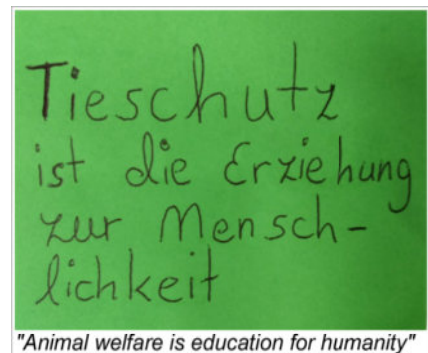 Tieschutz
ist die Erziehung
zur Mensch-
lichkeit
"Animal welfare is education for humanity"